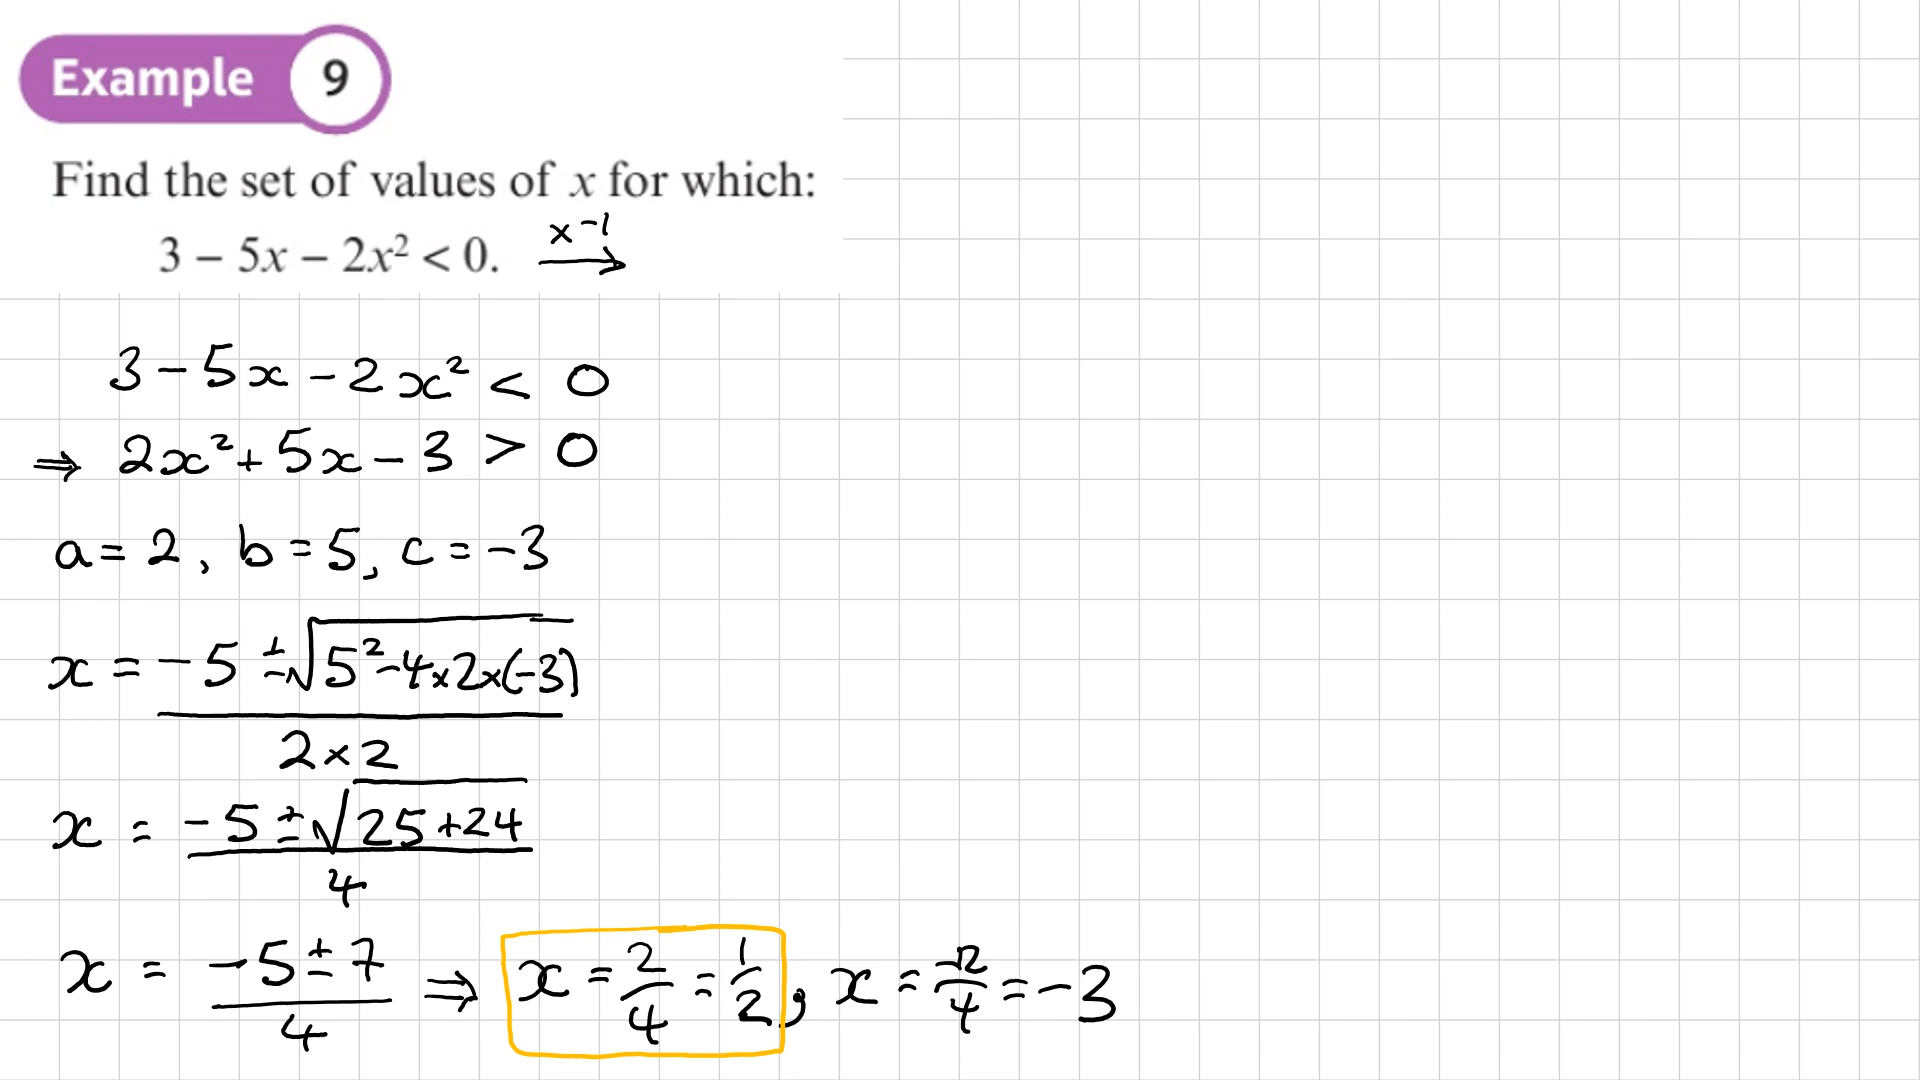 Example 9
Find the set of values of x for which:
3 – 5x – 2x² < 0. ×-1 →
3 - 5x - 2x² < 0
⇒ 2x² + 5x - 3 > 0
a = 2, b = 5, c = -3
x = (-5 ± √(5² - 4×2×(-3))) / (2×2)
x = (-5 ± √(25+24)) / 4
x = (-5 ± 7) / 4 ⇒ x = 2/4 = 1/2, x = -12/4 = -3